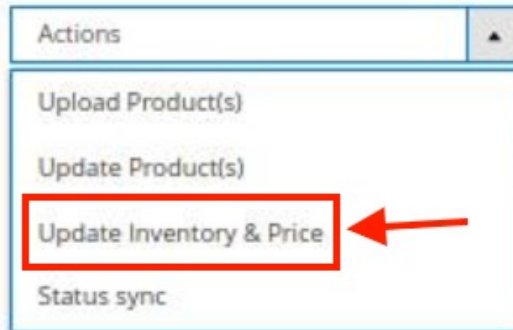 Actions
Upload Product(s)
Update Product(s)
Update Inventory & Price
Status sync